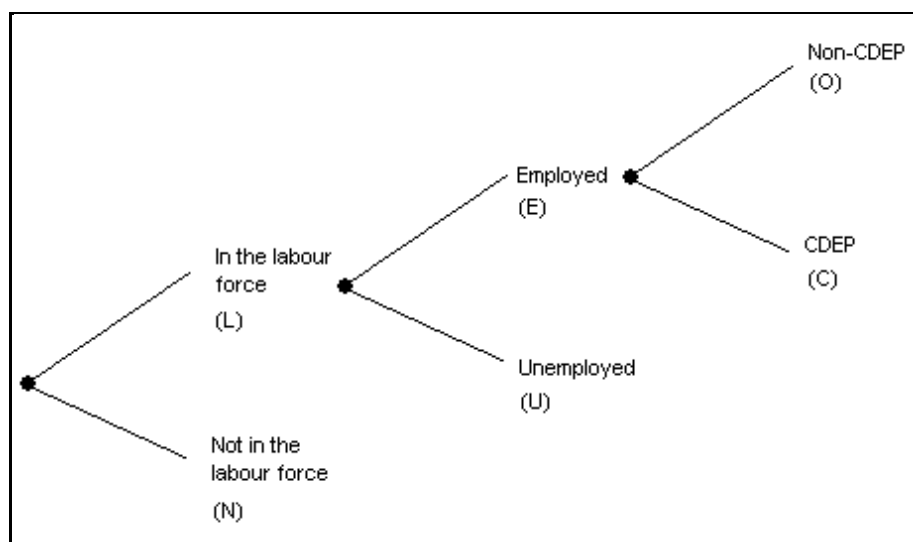 Non-CDEP
(O)
Employed
(E)
CDEP
(C)
In the labour
force
(L)
Unemployed
(U)
Not in the
labour force
(N)